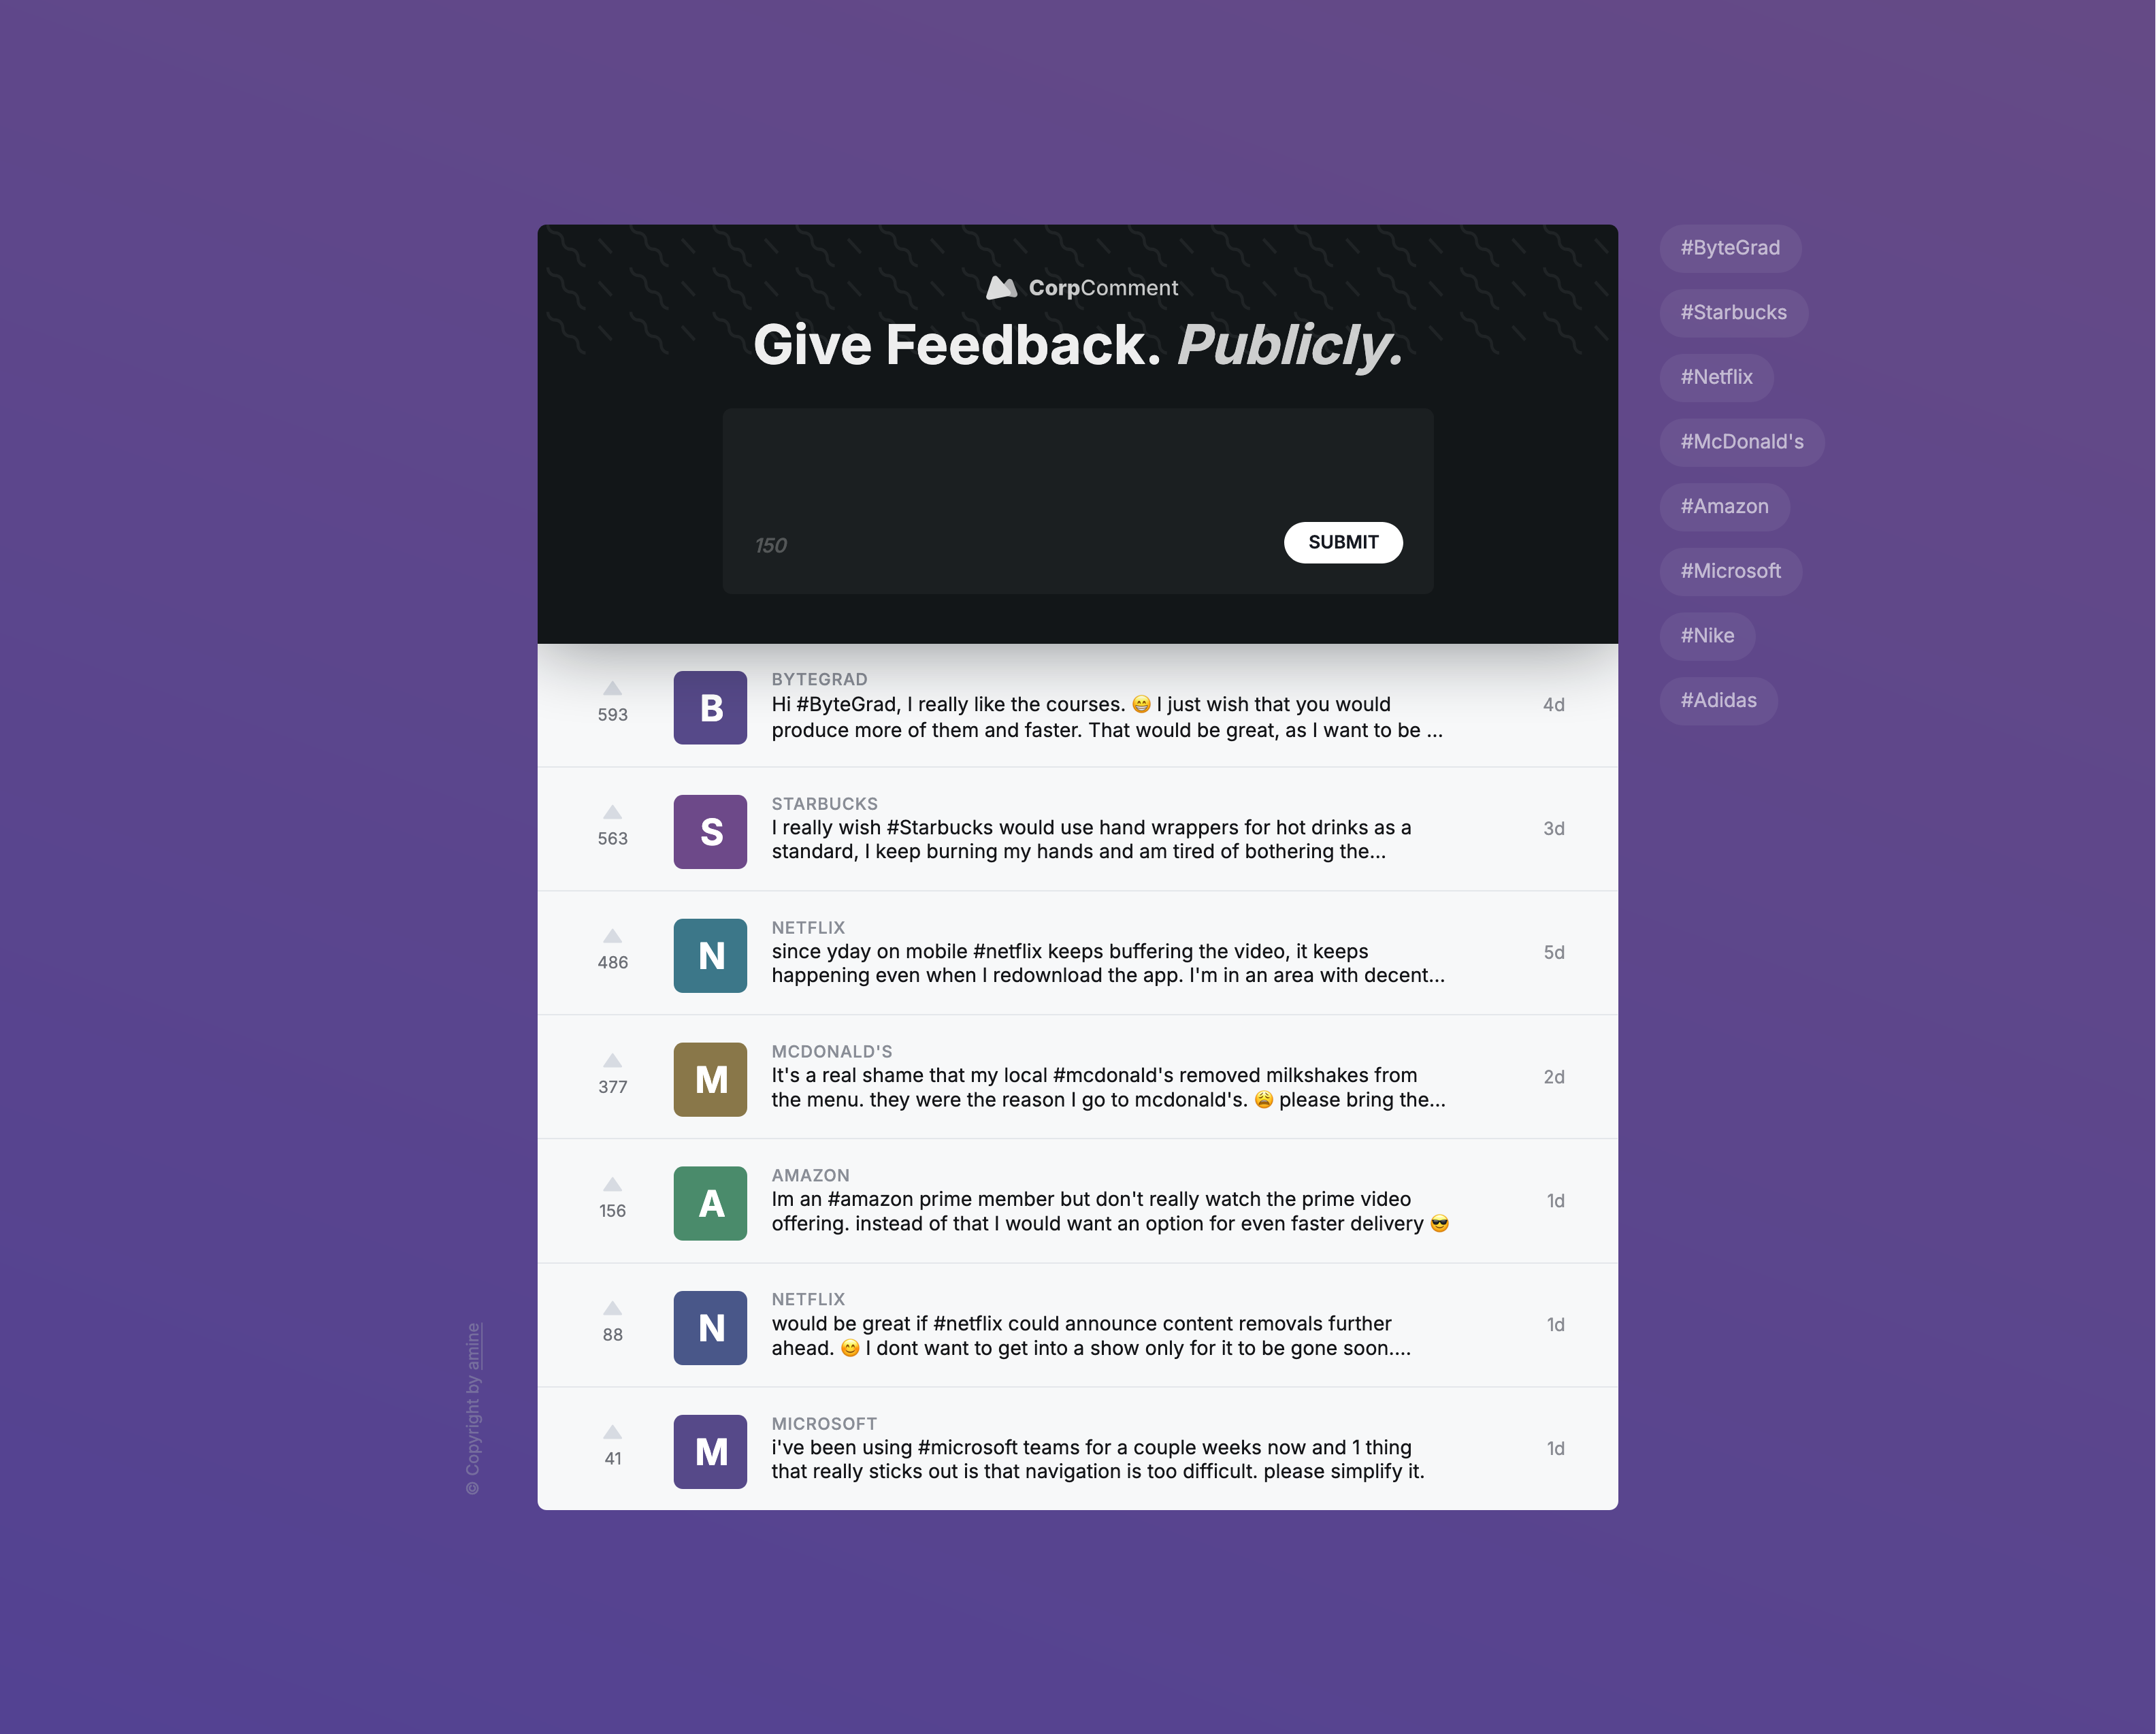 CorpComment
Give Feedback. Publicly.
150
SUBMIT
593
B
BYTEGRAD
Hi #ByteGrad, I really like the courses. 😁 I just wish that you would
produce more of them and faster. That would be great, as I want to be ...
4d
563
S
STARBUCKS
I really wish #Starbucks would use hand wrappers for hot drinks as a
standard, I keep burning my hands and am tired of bothering the...
3d
486
N
NETFLIX
since yday on mobile #netflix keeps buffering the video, it keeps
happening even when I redownload the app. I'm in an area with decent...
5d
377
M
MCDONALD'S
It's a real shame that my local #mcdonald's removed milkshakes from
the menu. they were the reason I go to mcdonald's. 😩 please bring the...
2d
156
A
AMAZON
Im an #amazon prime member but don't really watch the prime video
offering. instead of that I would want an option for even faster delivery 😎
1d
88
N
NETFLIX
would be great if #netflix could announce content removals further
ahead. 😊 I dont want to get into a show only for it to be gone soon....
1d
41
M
MICROSOFT
i've been using #microsoft teams for a couple weeks now and 1 thing
that really sticks out is that navigation is too difficult. please simplify it.
1d
#ByteGrad
#Starbucks
#Netflix
#McDonald's
#Amazon
#Microsoft
#Nike
#Adidas
© Copyright by amine